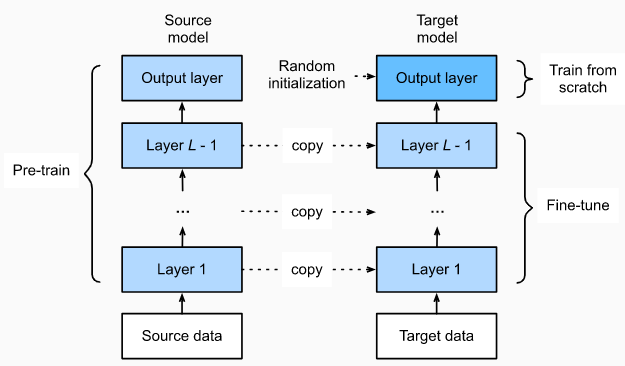 Source
model
Target
model
Output layer
Random
initialization
Output layer
Train from
scratch
Layer L - 1
copy
Layer L - 1
Pre-train
...
copy
...
Fine-tune
Layer 1
copy
Layer 1
Source data
Target data